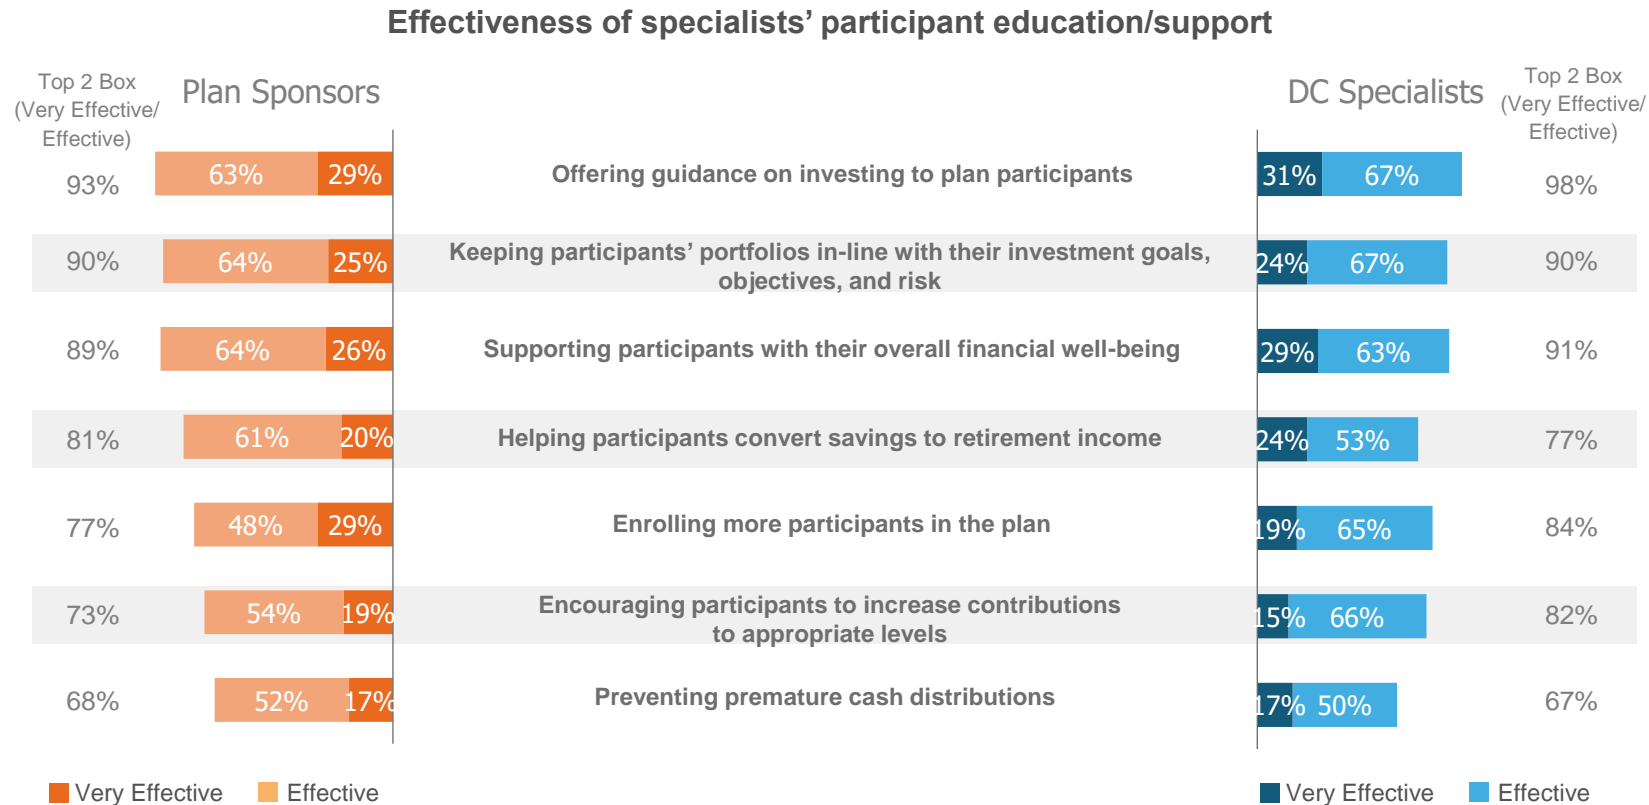 Effectiveness of specialists’ participant education/support
Top 2 Box
(Very Effective/
Effective)
Plan Sponsors
DC Specialists
Top 2 Box
(Very Effective/
Effective)
93%
63%
29%
Offering guidance on investing to plan participants
31%
67%
98%
90%
64%
25%
Keeping participants’ portfolios in-line with their investment goals,
objectives, and risk
24%
67%
90%
89%
64%
26%
Supporting participants with their overall financial well-being
29%
63%
91%
81%
61%
20%
Helping participants convert savings to retirement income
24%
53%
77%
77%
48%
29%
Enrolling more participants in the plan
19%
65%
84%
73%
54%
19%
Encouraging participants to increase contributions
to appropriate levels
15%
66%
82%
68%
52%
17%
Preventing premature cash distributions
17%
50%
67%
Very Effective
Effective
Very Effective
Effective